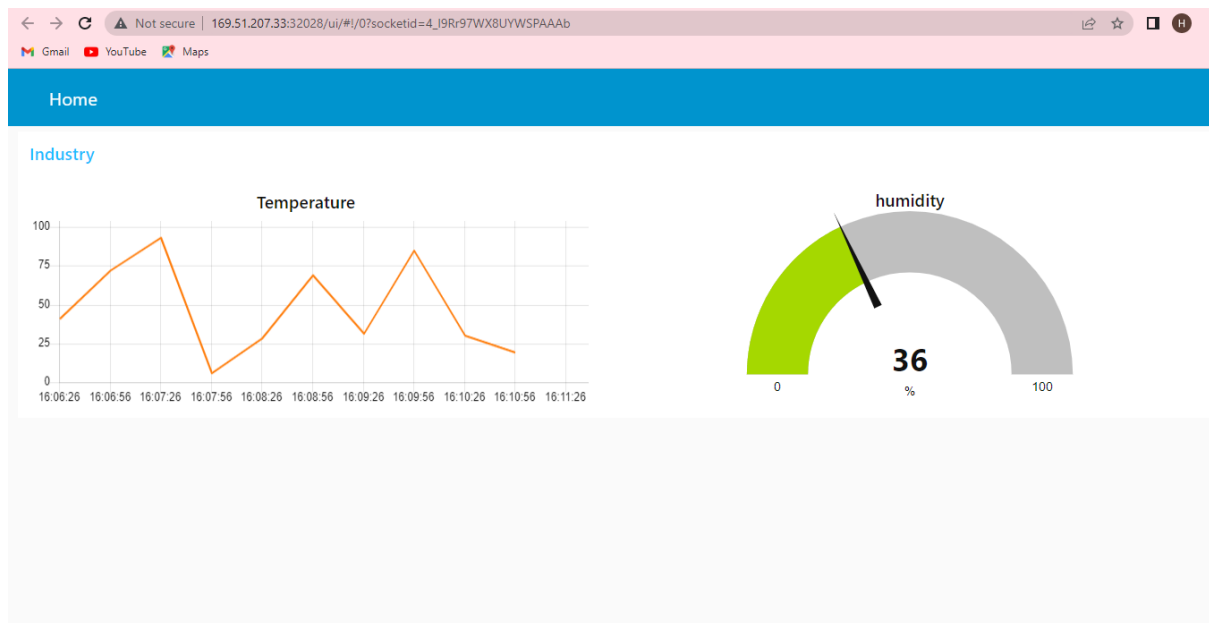 Not secure | 169.51.207.33:32028/ui/#!/0?socketid=4_I9Rr97WX8UYWSPAAAb
H
Gmail YouTube Maps
Home
Industry
Temperature
100
75
50
25
0
16:06:26 16:06:56 16:07:26 16:07:56 16:08:26 16:08:56 16:09:26 16:09:56 16:10:26 16:10:56 16:11:26
humidity
36
%
0 100